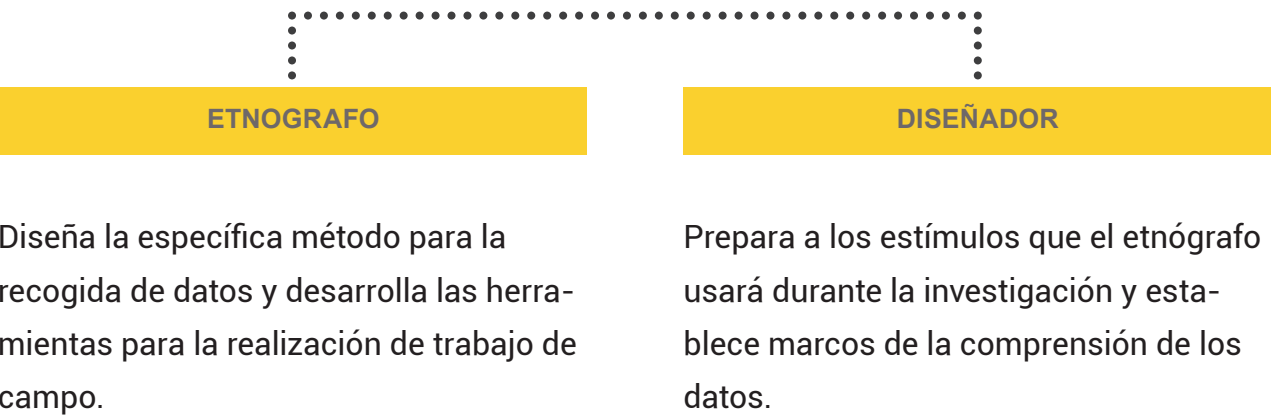 ETNOGRAFO
Diseña la específica método para la
recogida de datos y desarrolla las herra-
mientas para la realización de trabajo de
campo.
DISEÑADOR
Prepara a los estímulos que el etnógrafo
usará durante la investigación y esta-
blece marcos de la comprensión de los
datos.